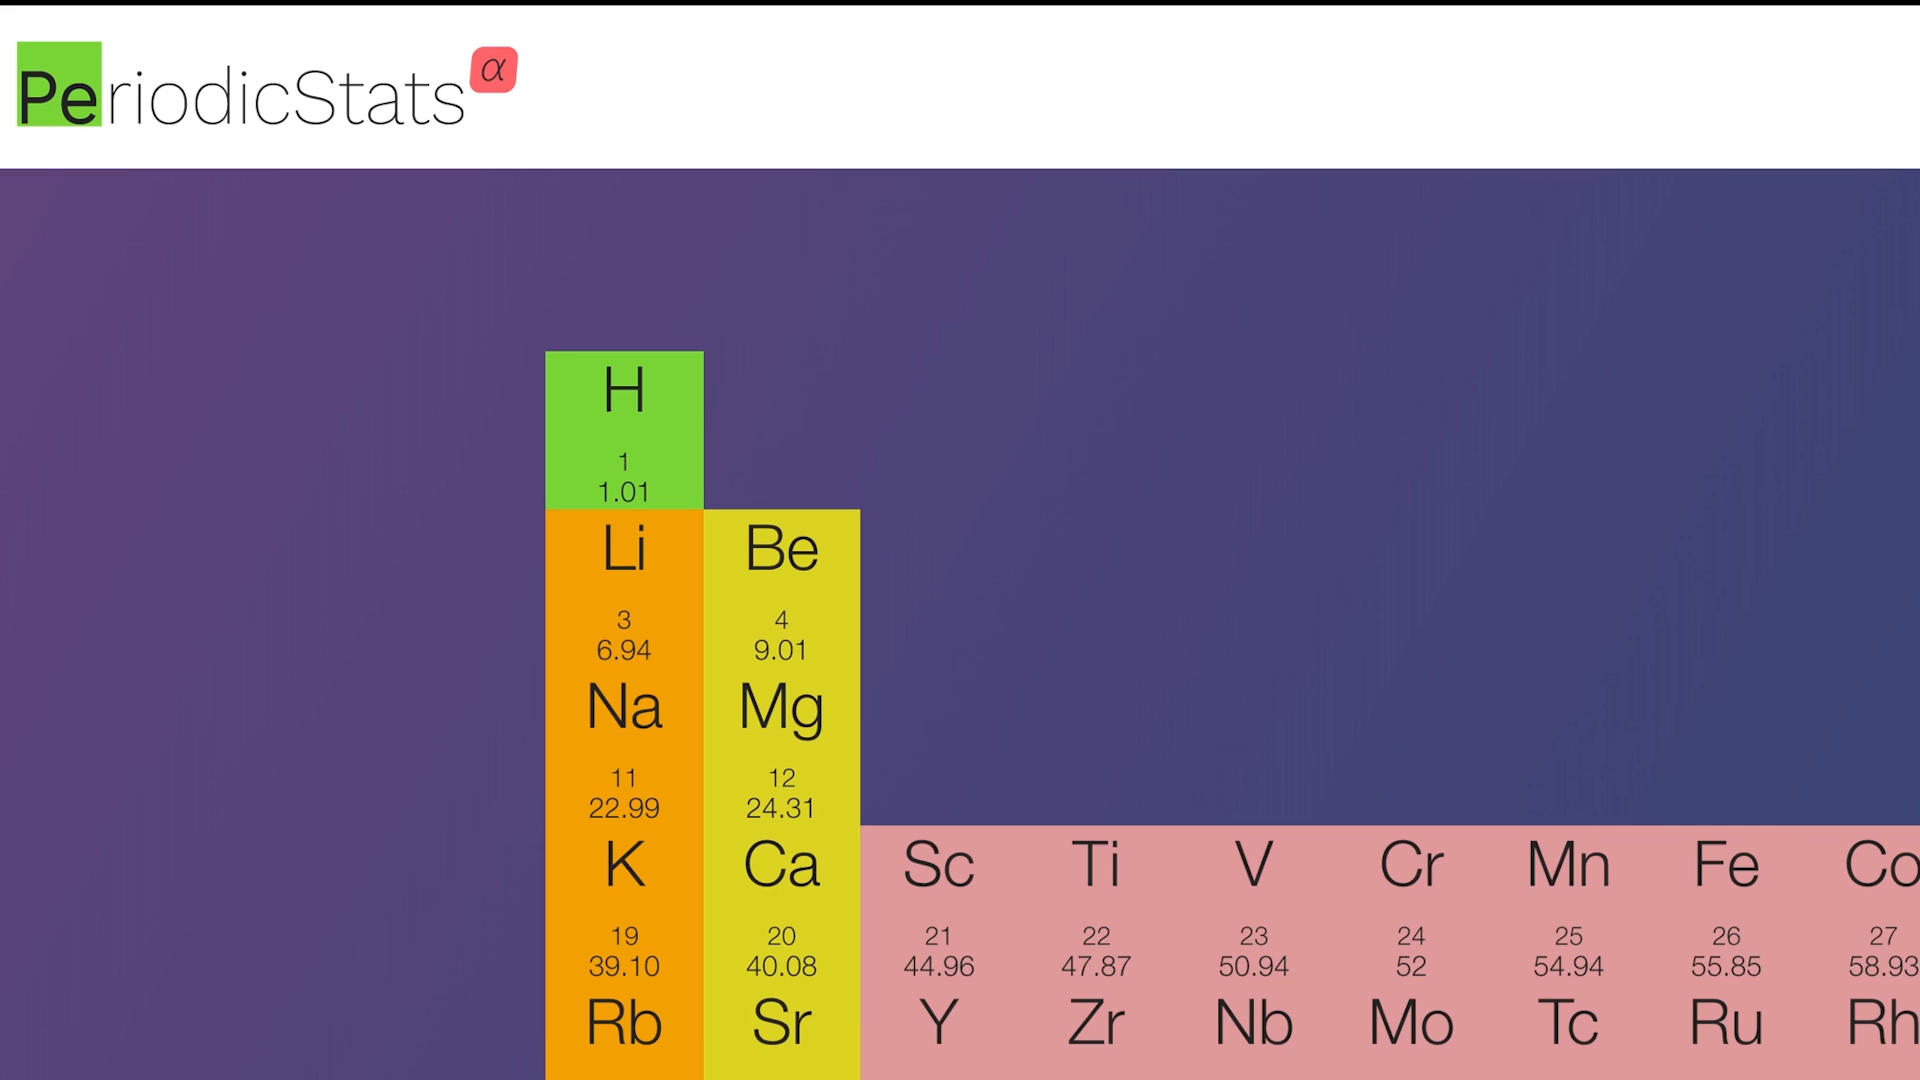 PeriodicStats α
H
1
1.01
Li Be
3 4
6.94 9.01
Na Mg
11 12
22.99 24.31
K Ca Sc Ti V Cr Mn Fe Co
19 20 21 22 23 24 25 26 27
39.10 40.08 44.96 47.87 50.94 52 54.94 55.85 58.93
Rb Sr Y Zr Nb Mo Tc Ru Rh